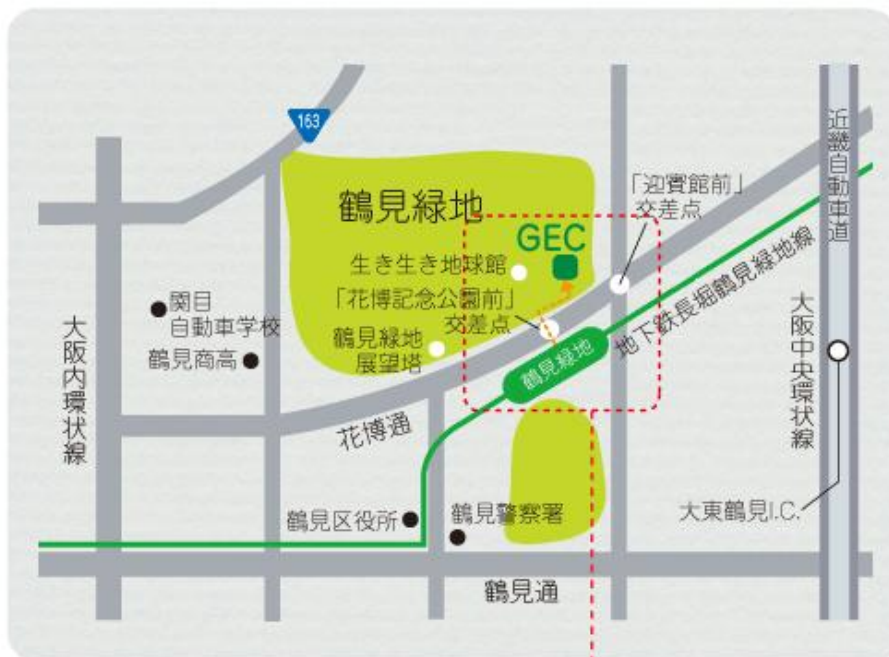 163
鶴見緑地
「迎賓館前」
交差点
GEC
生き生き地球館
「花博記念公園前」
交差点
鶴見緑地
展望塔
関目
自動車学校
鶴見商高
大阪内環状線
花博通
鶴見緑地
地下鉄長堀鶴見緑地線
近畿自動車道
大阪中央環状線
大東鶴見I.C.
鶴見区役所
鶴見警察署
鶴見通